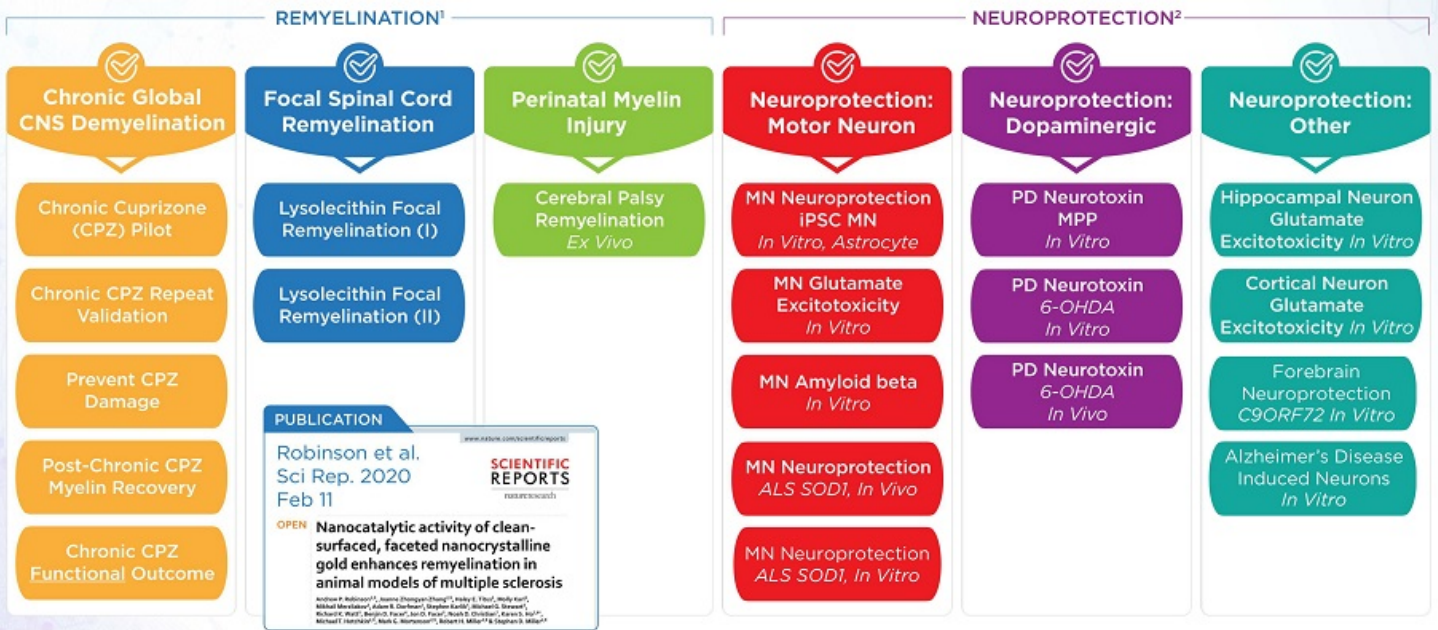 REMYELINATION¹
NEUROPROTECTION²
Chronic Global
CNS Demyelination
Chronic Cuprizone
(CPZ) Pilot
Chronic CPZ Repeat
Validation
Prevent CPZ
Damage
Post-Chronic CPZ
Myelin Recovery
Chronic CPZ
Functional Outcome
Focal Spinal Cord
Remyelination
Lysolecithin Focal
Remyelination (I)
Lysolecithin Focal
Remyelination (II)
PUBLICATION
www.nature.com/scientificreports
Robinson et al.
Sci Rep. 2020
Feb 11
SCIENTIFIC
REPORTS
natureresearch
OPEN
Nanocatalytic activity of clean-
surfaced, faceted nanocrystalline
gold enhances remyelination in
animal models of multiple sclerosis
Perinatal Myelin
Injury
Cerebral Palsy
Remyelination
Ex Vivo
Neuroprotection:
Motor Neuron
MN Neuroprotection
iPSC MN
In Vitro, Astrocyte
MN Glutamate
Excitotoxicity
In Vitro
MN Amyloid beta
In Vitro
MN Neuroprotection
ALS SOD1, In Vivo
MN Neuroprotection
ALS SOD1, In Vitro
Neuroprotection:
Dopaminergic
PD Neurotoxin
MPP
In Vitro
PD Neurotoxin
6-OHDA
In Vitro
PD Neurotoxin
6-OHDA
In Vivo
Neuroprotection:
Other
Hippocampal Neuron
Glutamate
Excitotoxicity In Vitro
Cortical Neuron
Glutamate
Excitotoxicity In Vitro
Forebrain
Neuroprotection
C9ORF72 In Vitro
Alzheimer's Disease
Induced Neurons
In Vitro